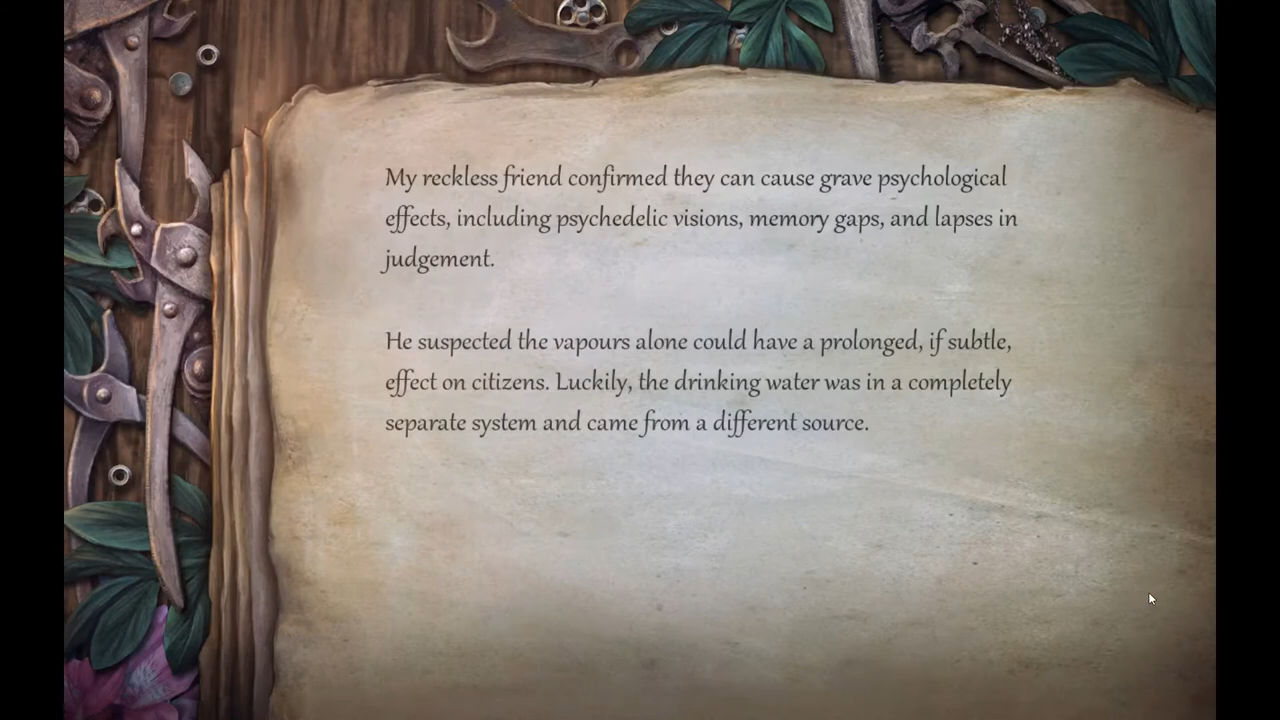 My reckless friend confirmed they can cause grave psychological
effects, including psychedelic visions, memory gaps, and lapses in
judgement.
He suspected the vapours alone could have a prolonged, if subtle,
effect on citizens. Luckily, the drinking water was in a completely
separate system and came from a different source.